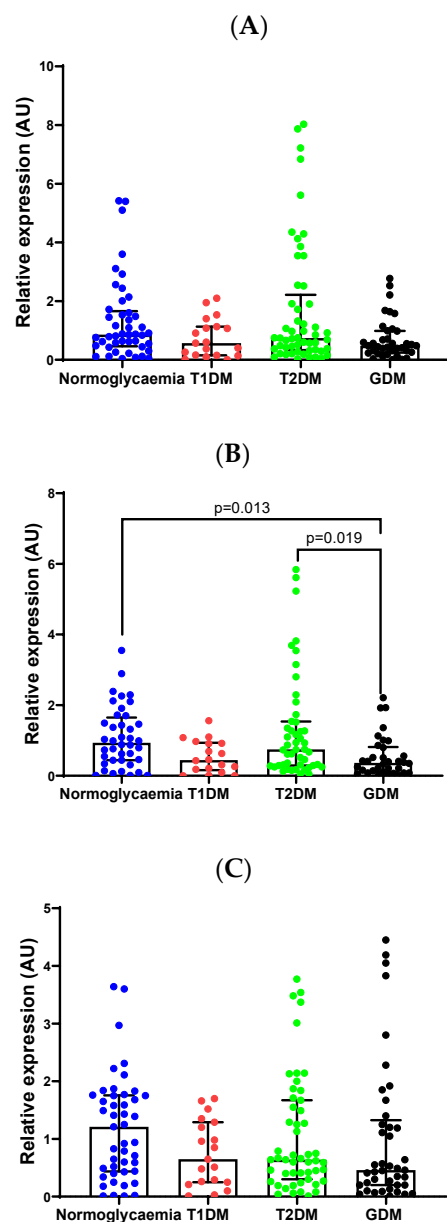 (A)
Relative expression (AU)
10
8
6
4
2
0
Normoglycaemia T1DM T2DM GDM
(B)
Relative expression (AU)
8
6
4
2
0
p=0.013
p=0.019
Normoglycaemia T1DM T2DM GDM
(C)
Relative expression (AU)
5
4
3
2
1
0
Normoglycaemia T1DM T2DM GDM